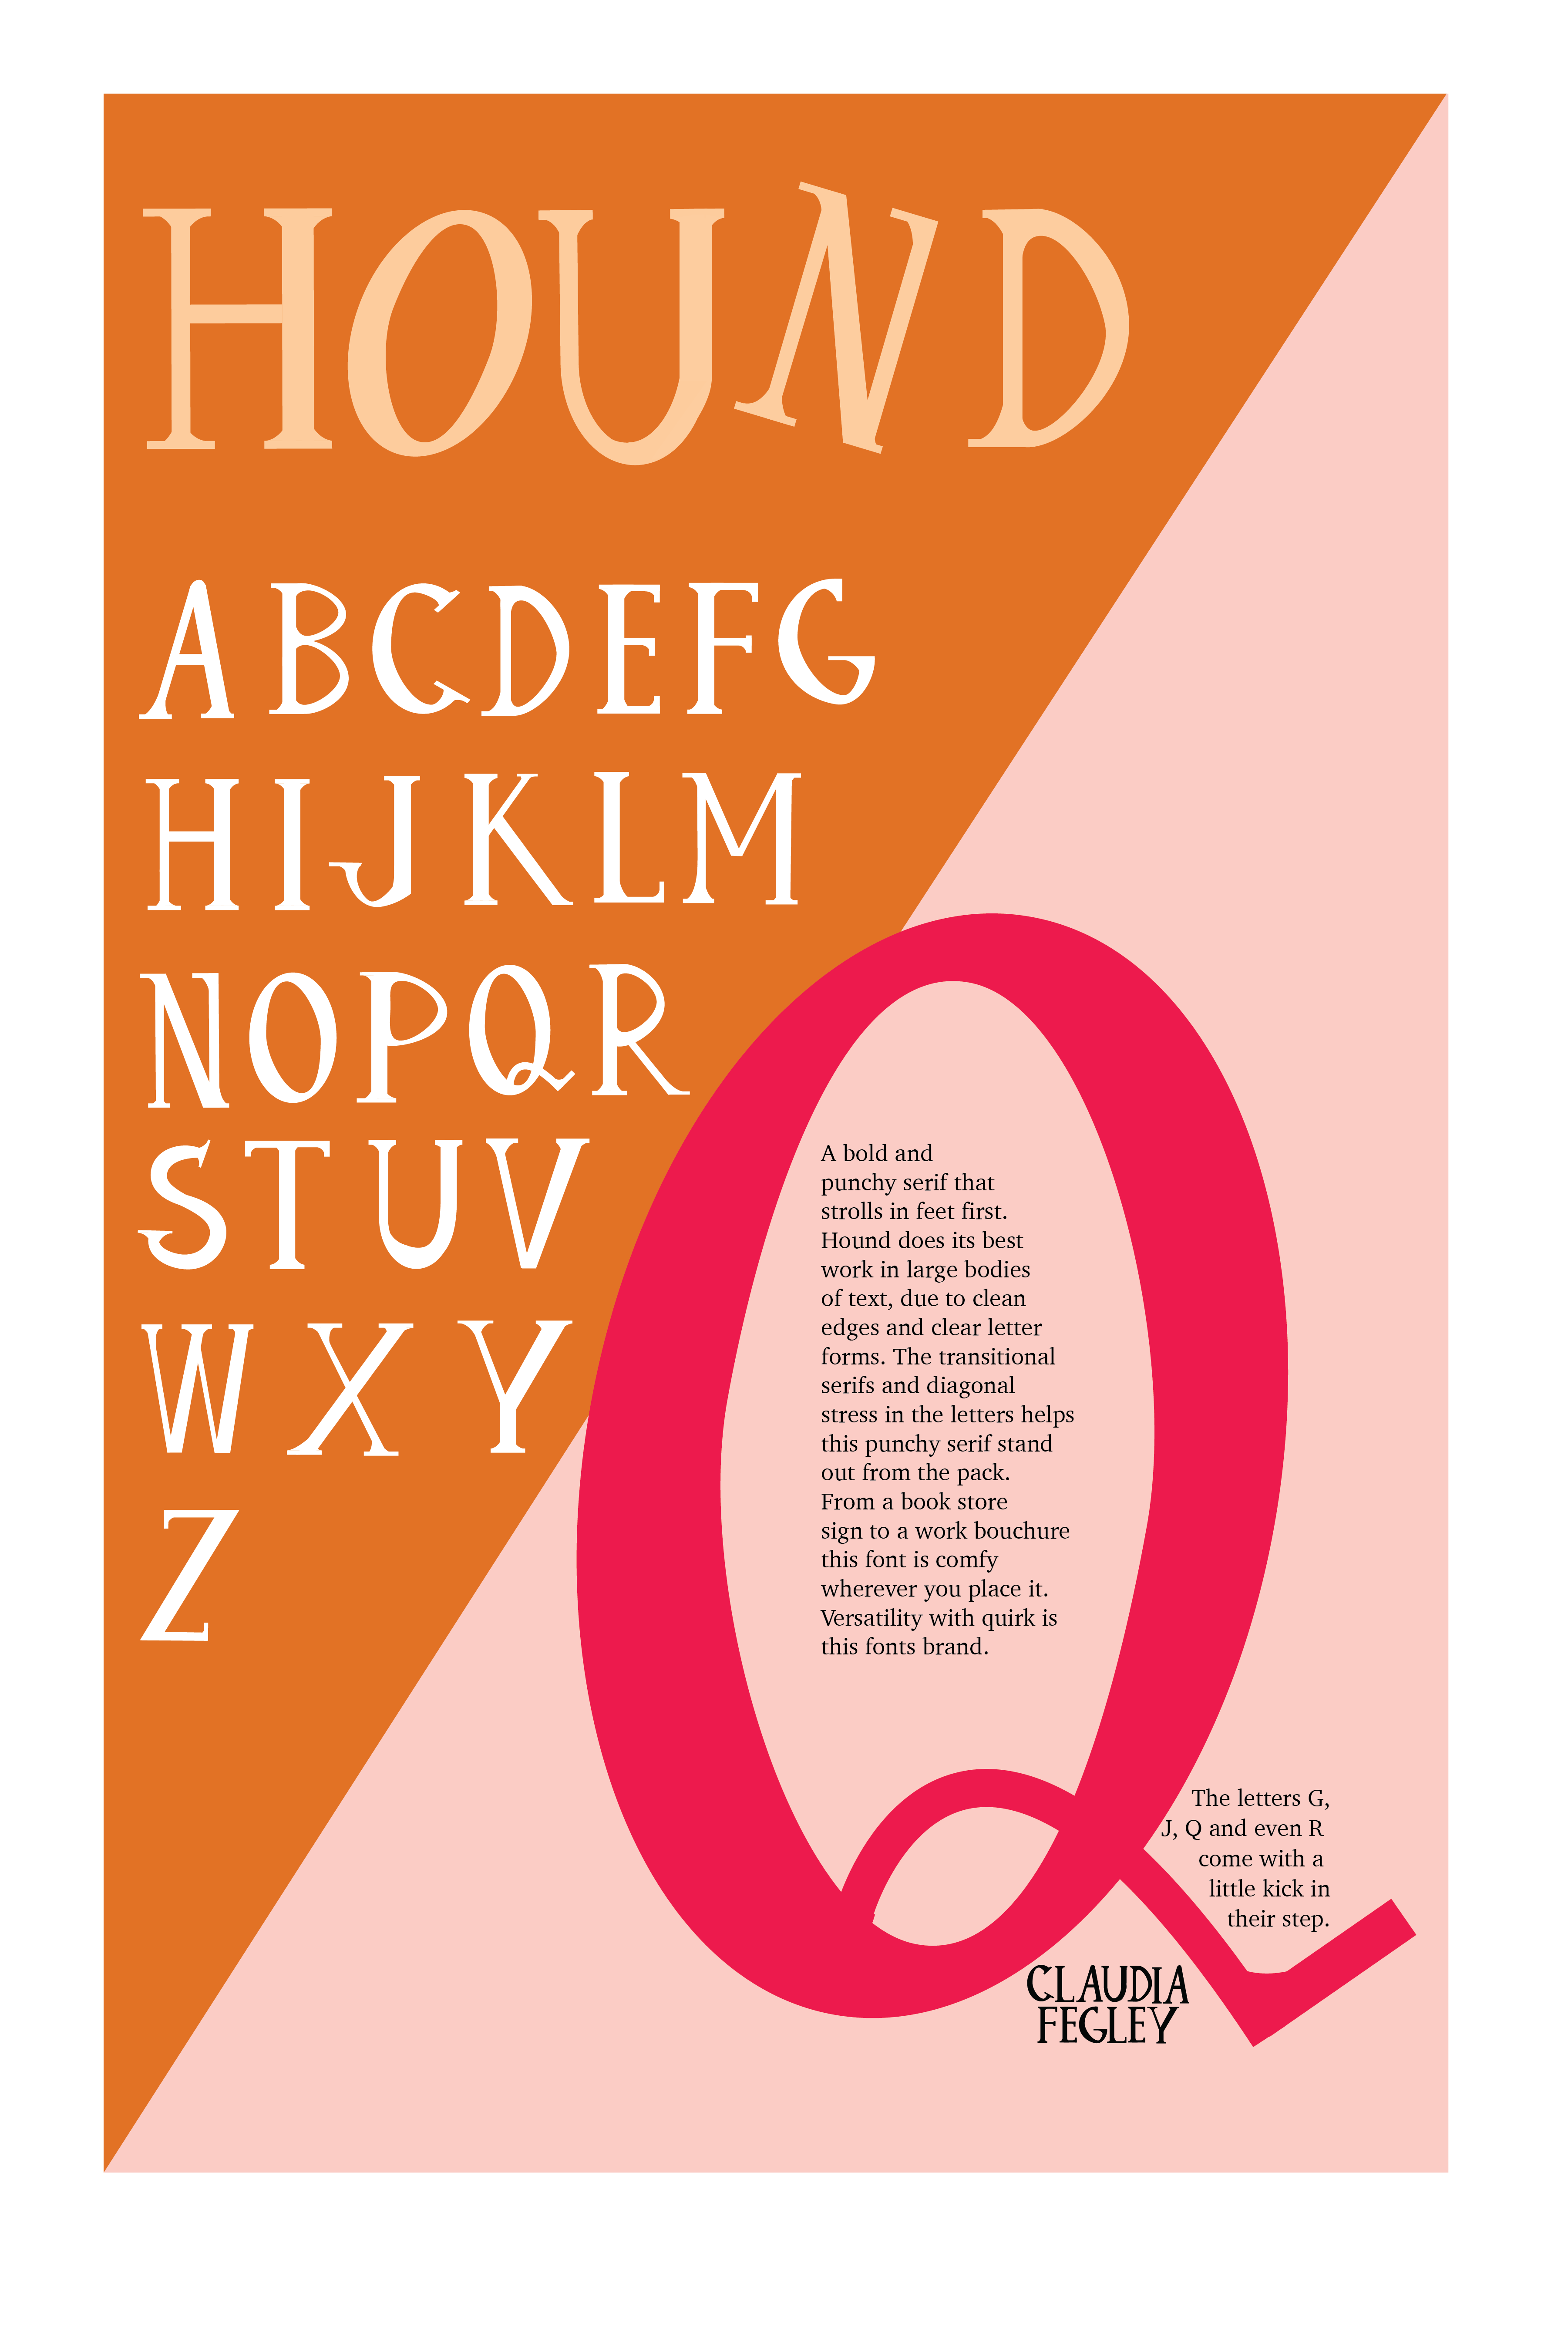 HOUND
ABCDEFG
HIJKLM
NOPQR
STUV
WXY
Z
Q
A bold and
punchy serif that
strolls in feet first.
Hound does its best
work in large bodies
of text, due to clean
edges and clear letter
forms. The transitional
serifs and diagonal
stress in the letters helps
this punchy serif stand
out from the pack.
From a book store
sign to a work bouchure
this font is comfy
wherever you place it.
Versatility with quirk is
this fonts brand.
The letters G,
J, Q and even R
come with a
little kick in
their step.
CLAUDIA
FEGLEY